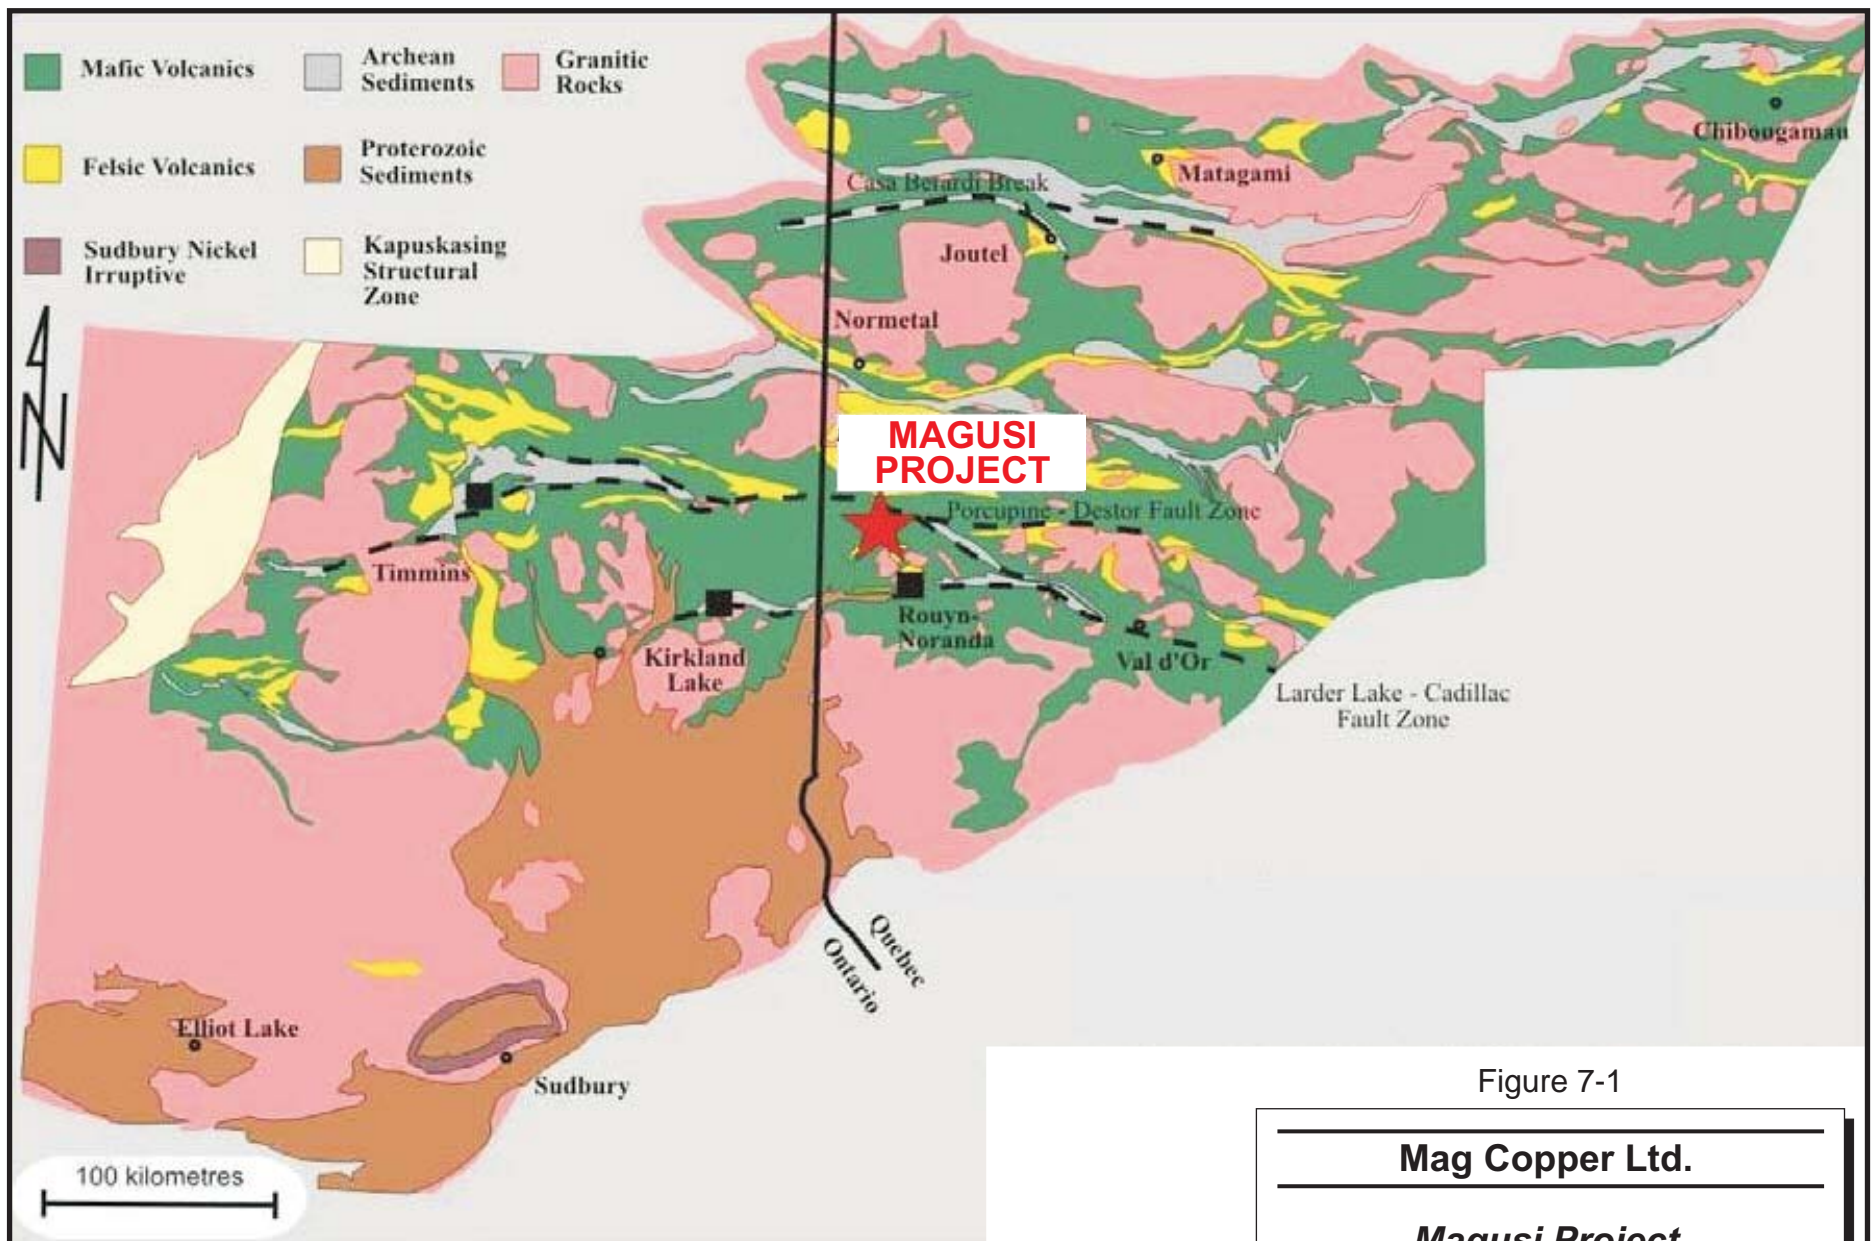 Mafic Volcanics
Archean
Sediments
Granitic
Rocks
Felsic Volcanics
Proterozoic
Sediments
Sudbury Nickel
Irruptive
Kapuskasing
Structural
Zone
N
Chibougamau
Matagami
Casa Berardi Break
Joutel
Normetal
MAGUSI
PROJECT
Porcupine - Destor Fault Zone
Timmins
Rouyn-
Noranda
Kirkland
Lake
Val d'Or
Larder Lake - Cadillac
Fault Zone
Quebec
Ontario
Elliot Lake
Sudbury
100 kilometres
Figure 7-1
Mag Copper Ltd.
Magusi Project